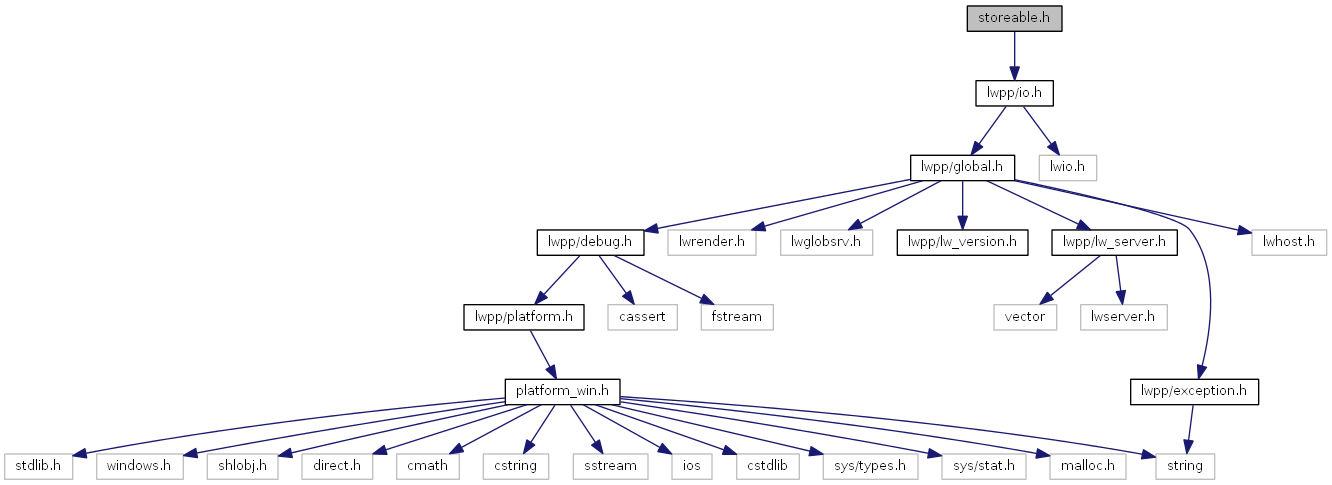 storeable.h
lwpp/io.h
lwpp/global.h
lwio.h
lwpp/debug.h
lwrender.h
lwglobsrv.h
lwpp/lw_version.h
lwpp/lw_server.h
lwhost.h
lwpp/platform.h
cassert
fstream
vector
lwserver.h
platform_win.h
lwpp/exception.h
stdlib.h
windows.h
shlobj.h
direct.h
cmath
cstring
sstream
ios
cstdlib
sys/types.h
sys/stat.h
malloc.h
string